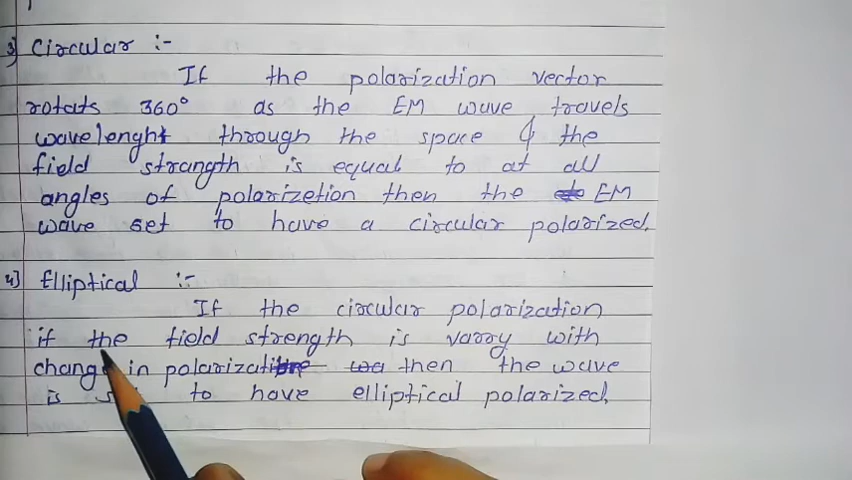 3) Circular :-
If the polarization vector
rotats 360° as the EM wave travels
wavelenght through the space & the
field strangth is equal to at all
angles of polarizetion then the EM
wave set to have a circular polarized.
4) Elliptical :-
If the circular polarization
if the field strength is varry with
change in polarization then the wave
is to have elliptical polarized.